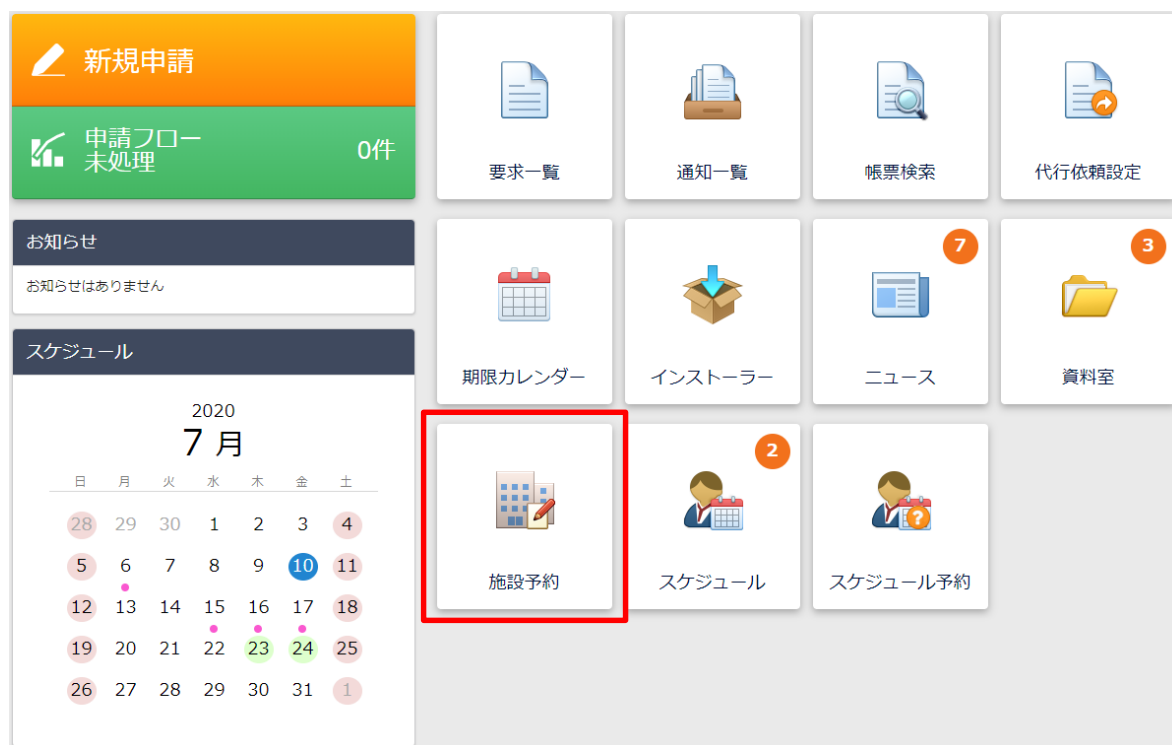 新規申請
申請フロー
未処理
0件
お知らせ
お知らせはありません
スケジュール
2020
7 月
日 月 火 水 木 金 土
28 29 30 1 2 3 4
5 6 7 8 9 10 11
12 13 14 15 16 17 18
19 20 21 22 23 24 25
26 27 28 29 30 31 1
要求一覧
通知一覧
帳票検索
代行依頼設定
期限カレンダー
インストーラー
7
ニュース
3
資料室
施設予約
2
スケジュール
?
スケジュール予約